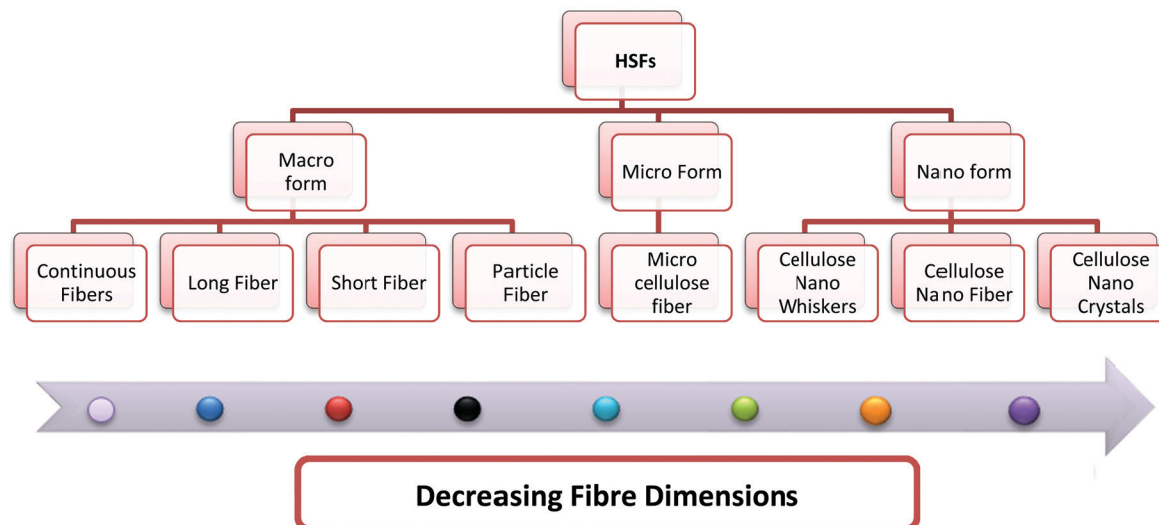 HSFs
Macro
form
Micro Form
Nano form
Continuous
Fibers
Long Fiber
Short Fiber
Particle
Fiber
Micro
cellulose
fiber
Cellulose
Nano
Whiskers
Cellulose
Nano Fiber
Cellulose
Nano
Crystals
Decreasing Fibre Dimensions